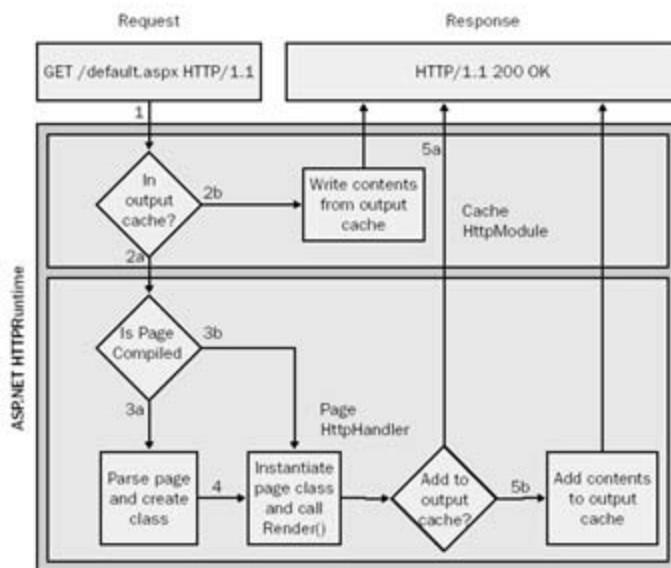 Request
Response
GET /default.aspx HTTP/1.1
HTTP/1.1 200 OK
1
5a
In
output
cache?
2b
Write contents
from output
cache
Cache
HttpModule
2a
ASP.NET HTTPRuntime
Is Page
Compiled
3b
3a
Page
HttpHandler
Parse page
and create
class
4
Instantiate
page class
and call
Render()
Add to
output
cache?
5b
Add contents
to output
cache